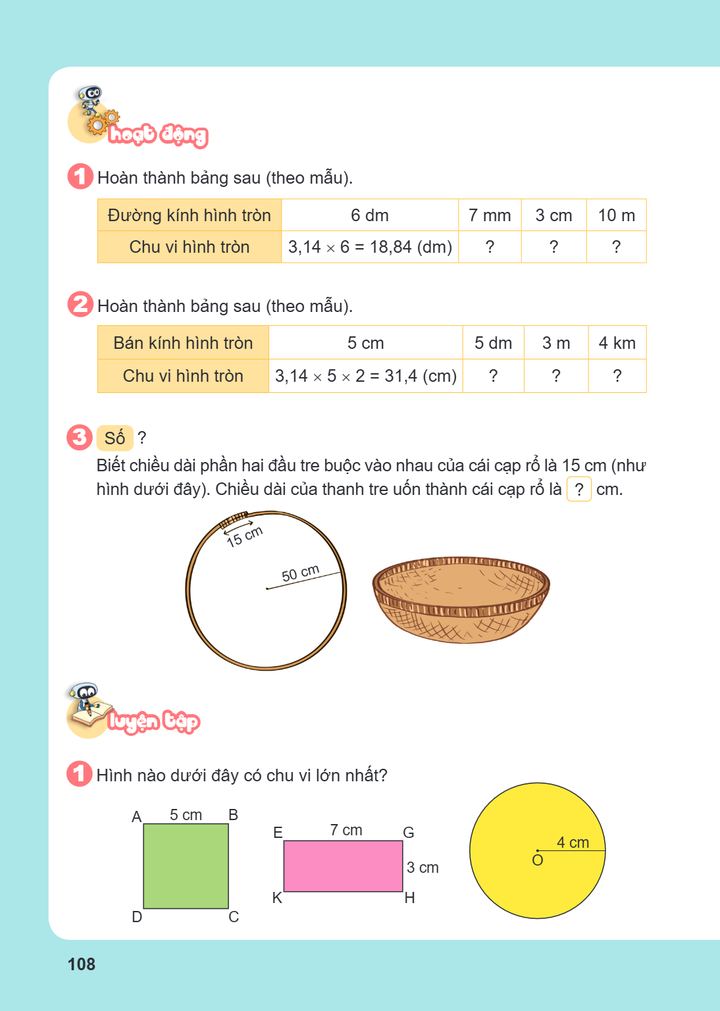 hoạt động
1 Hoàn thành bảng sau (theo mẫu).
Đường kính hình tròn 6 dm 7 mm 3 cm 10 m
Chu vi hình tròn 3,14 × 6 = 18,84 (dm) ? ? ?
2 Hoàn thành bảng sau (theo mẫu).
Bán kính hình tròn 5 cm 5 dm 3 m 4 km
Chu vi hình tròn 3,14 × 5 × 2 = 31,4 (cm) ? ? ?
3 Số ?
Biết chiều dài phần hai đầu tre buộc vào nhau của cái cạp rổ là 15 cm (như
hình dưới đây). Chiều dài của thanh tre uốn thành cái cạp rổ là ? cm.
15 cm
50 cm
luyện tập
1 Hình nào dưới đây có chu vi lớn nhất?
A 5 cm B
D C
E 7 cm G
3 cm
K H
4 cm
O
108